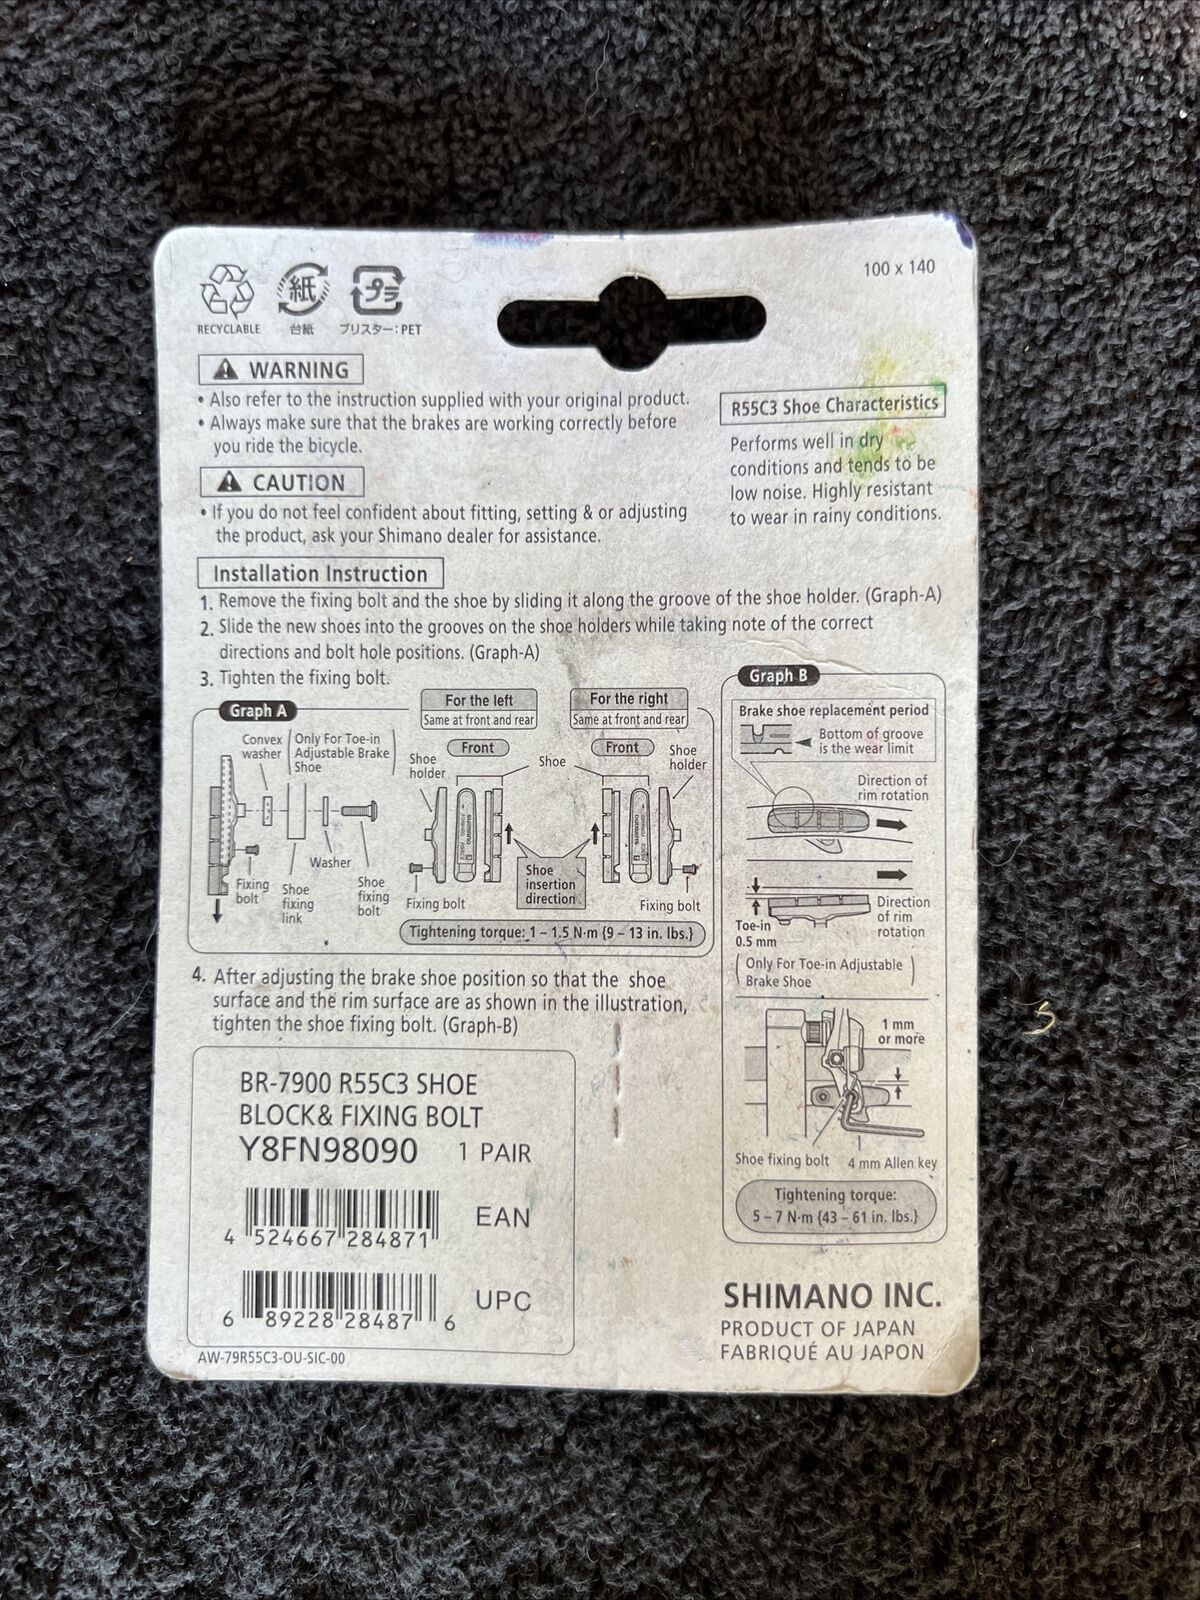 100 x 140
RECYCLABLE
紙
台紙
プラ
ブリスター:PET
WARNING
• Also refer to the instruction supplied with your original product.
• Always make sure that the brakes are working correctly before
you ride the bicycle.
CAUTION
• If you do not feel confident about fitting, setting & or adjusting
the product, ask your Shimano dealer for assistance.
R55C3 Shoe Characteristics
Performs well in dry
conditions and tends to be
low noise. Highly resistant
to wear in rainy conditions.
Installation Instruction
1. Remove the fixing bolt and the shoe by sliding it along the groove of the shoe holder. (Graph-A)
2. Slide the new shoes into the grooves on the shoe holders while taking note of the correct
directions and bolt hole positions. (Graph-A)
3. Tighten the fixing bolt.
Graph A
Convex
washer
Only For Toe-in
Adjustable Brake
Shoe
Fixing
bolt
Shoe
fixing
link
Washer
Shoe
fixing
bolt
For the left
Same at front and rear
Front
Shoe
holder
Shoe
For the right
Same at front and rear
Front
Shoe
holder
Fixing bolt
Shoe
insertion
direction
Fixing bolt
Tightening torque: 1 – 1.5 N·m {9 – 13 in. lbs.}
Graph B
Brake shoe replacement period
Bottom of groove
is the wear limit
Direction of
rim rotation
Toe-in
0.5 mm
Direction
of rim
rotation
(Only For Toe-in Adjustable
Brake Shoe)
1 mm
or more
Shoe fixing bolt
4 mm Allen key
Tightening torque:
5 – 7 N·m {43 – 61 in. lbs.}
4. After adjusting the brake shoe position so that the shoe
surface and the rim surface are as shown in the illustration,
tighten the shoe fixing bolt. (Graph-B)
BR-7900 R55C3 SHOE
BLOCK& FIXING BOLT
Y8FN98090 1 PAIR
EAN
4 524667 284871
UPC
6 89228 28487 6
AW-79R55C3-OU-SIC-00
SHIMANO INC.
PRODUCT OF JAPAN
FABRIQUÉ AU JAPON